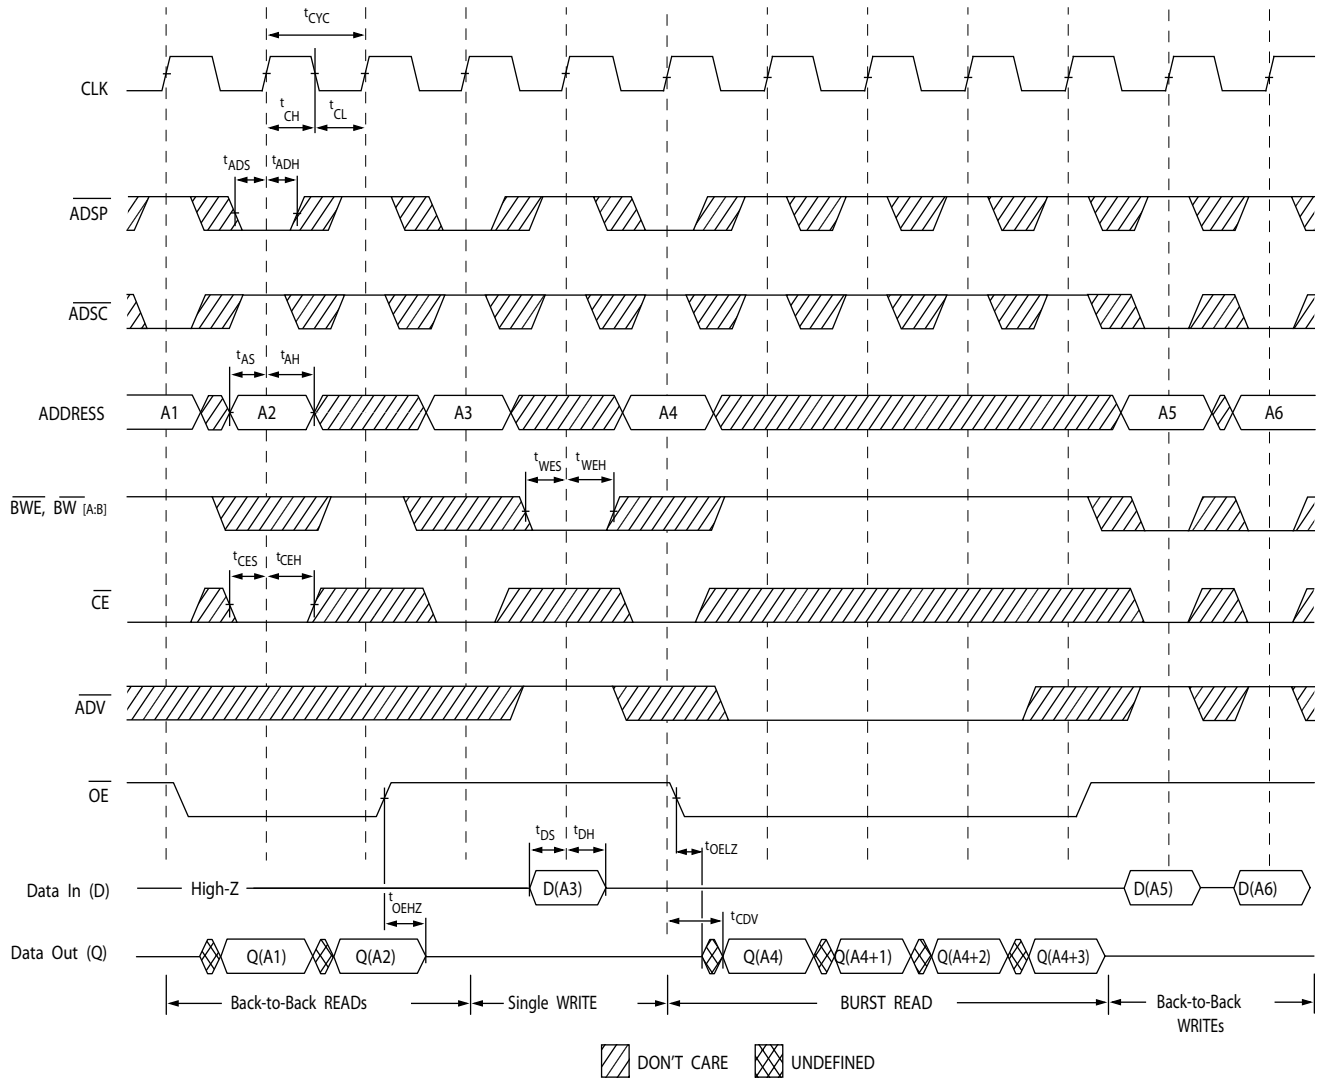 tCYC
CLK
tCH
tCL
tADS
tADH
ADSP
ADSC
tAS
tAH
ADDRESS
A1
A2
A3
A4
A5
A6
tWES
tWEH
BWE, BW [A:B]
tCES
tCEH
CE
ADV
OE
tDS
tDH
tOELZ
Data In (D)
High-Z
D(A3)
D(A5)
D(A6)
tOEHZ
tCDV
Data Out (Q)
Q(A1)
Q(A2)
Q(A4)
Q(A4+1)
Q(A4+2)
Q(A4+3)
Back-to-Back READs
Single WRITE
BURST READ
Back-to-Back
WRITEs
DON'T CARE
UNDEFINED